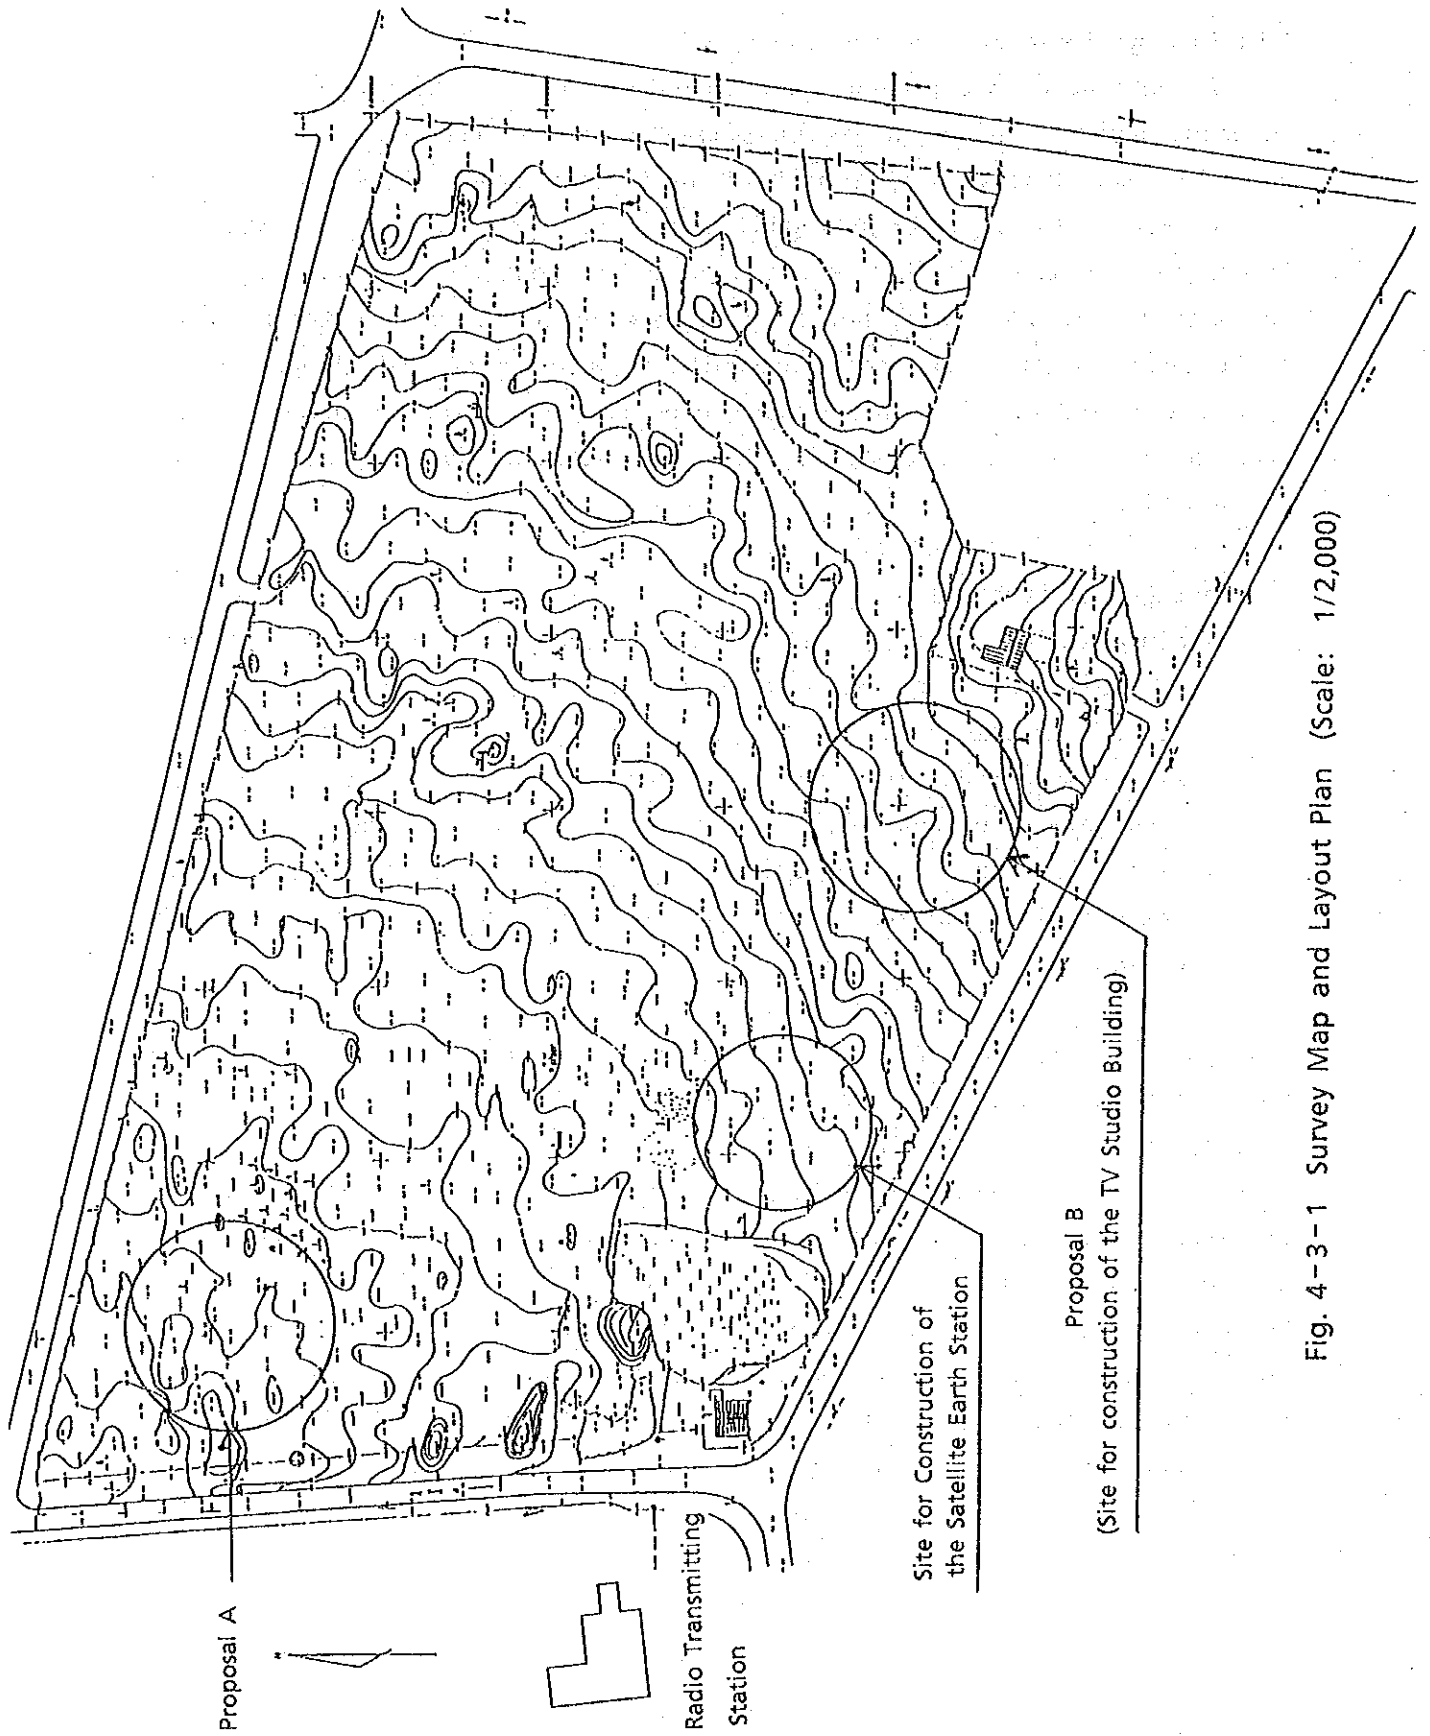 Proposal A
Radio Transmitting
Station
Site for Construction of
the Satellite Earth Station
Proposal B
(Site for construction of the TV Studio Building)
Fig. 4-3-1 Survey Map and Layout Plan (Scale: 1/2,000)